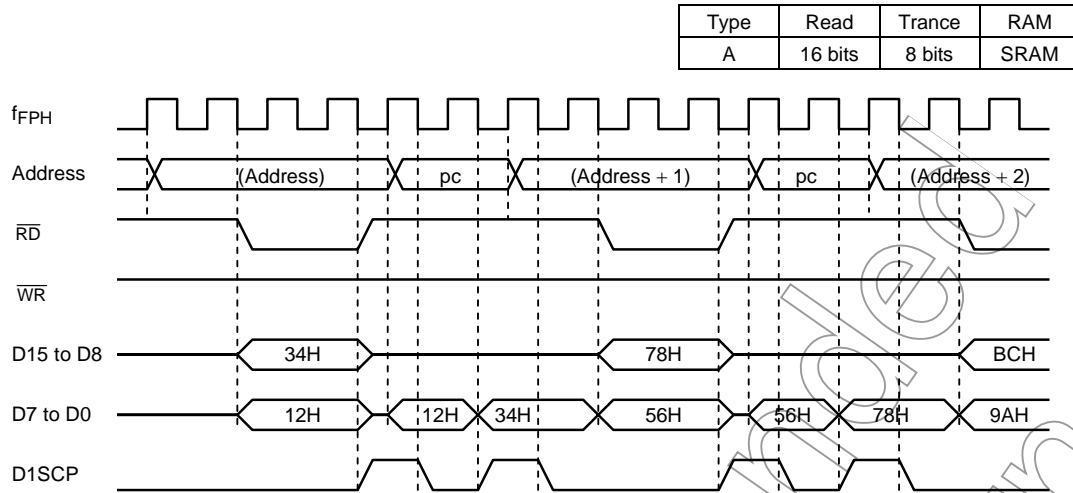 Type Read Trance RAM
A 16 bits 8 bits SRAM
fFPH
Address (Address) pc (Address + 1) pc (Address + 2)
RD
WR
D15 to D8 34H 78H BCH
D7 to D0 12H 12H 34H 56H 56H 78H 9AH
D1SCP